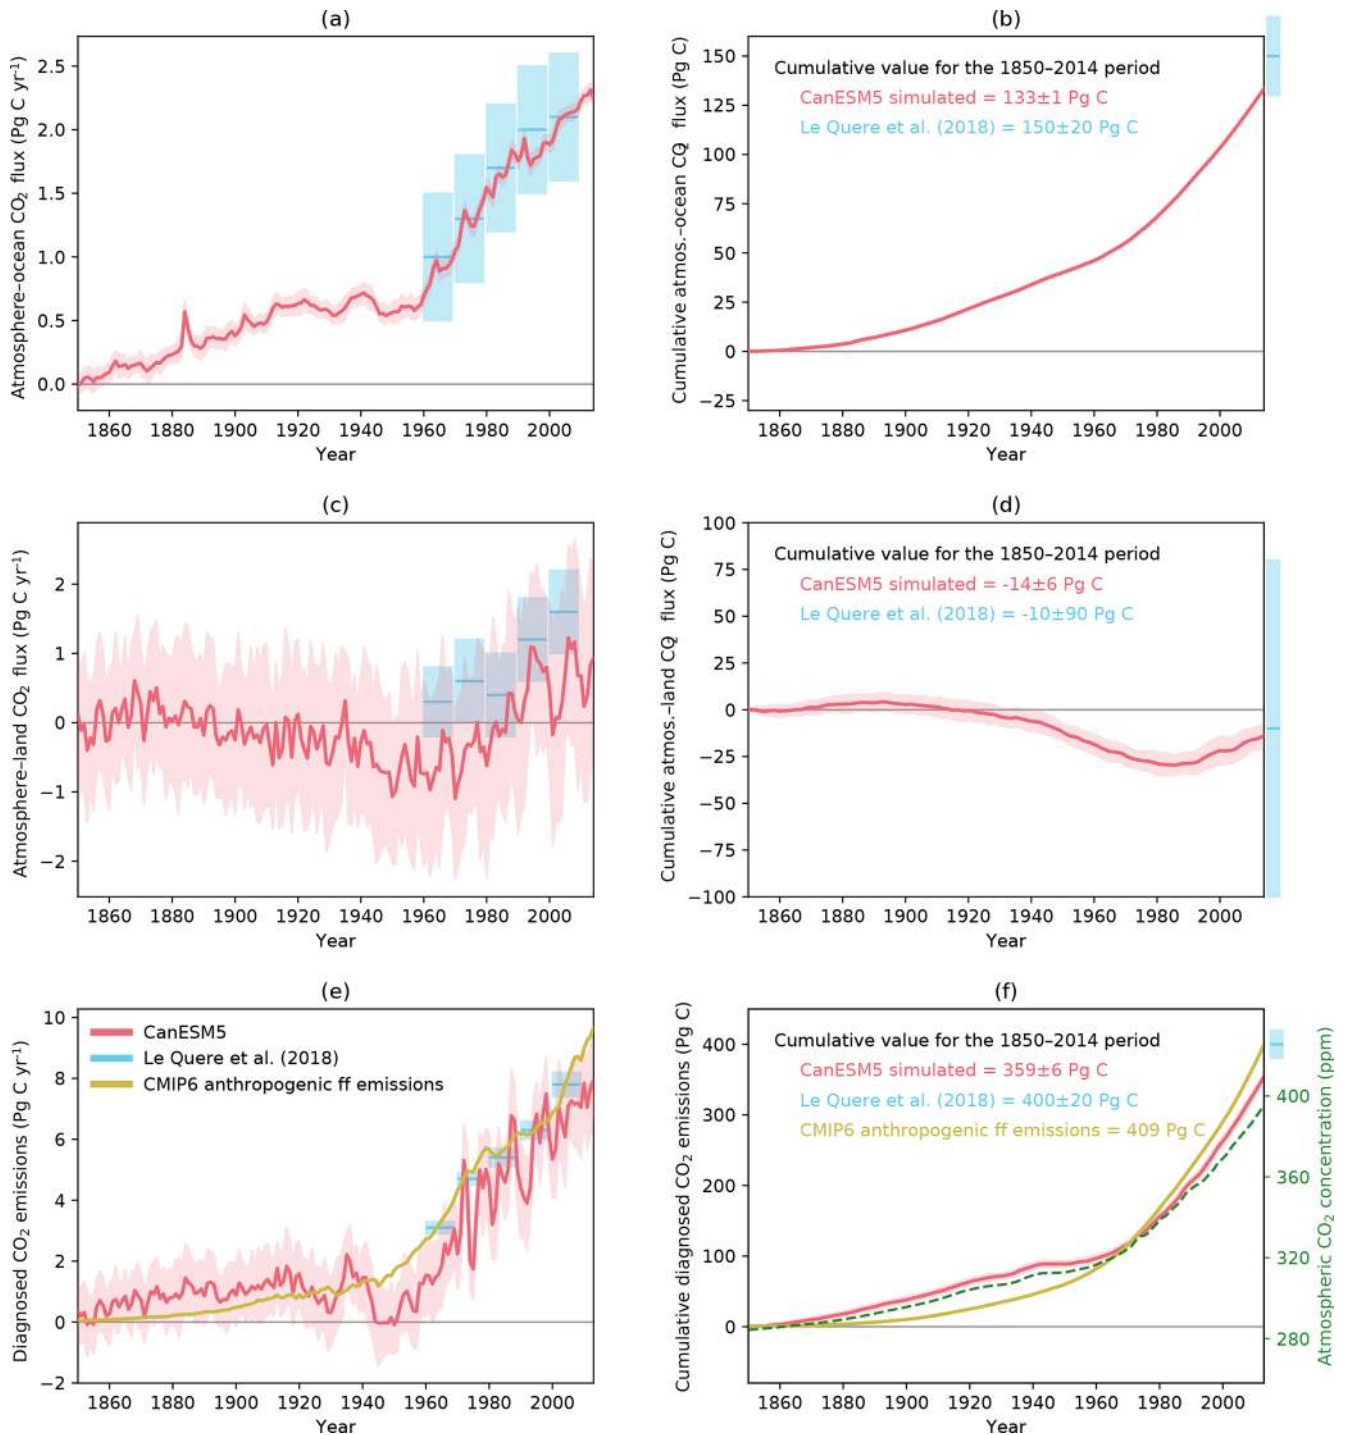 (a)
Atmosphere–ocean CO₂ flux (Pg C yr⁻¹)
2.5
2.0
1.5
1.0
0.5
0.0
1860 1880 1900 1920 1940 1960 1980 2000
Year
(b)
Cumulative atmos.–ocean CO₂ flux (Pg C)
150
125
100
75
50
25
0
−25
Cumulative value for the 1850–2014 period
CanESM5 simulated = 133±1 Pg C
Le Quere et al. (2018) = 150±20 Pg C
1860 1880 1900 1920 1940 1960 1980 2000
Year
(c)
Atmosphere–land CO₂ flux (Pg C yr⁻¹)
2
1
0
−1
−2
1860 1880 1900 1920 1940 1960 1980 2000
Year
(d)
Cumulative atmos.–land CO₂ flux (Pg C)
100
75
50
25
0
−25
−50
−75
−100
Cumulative value for the 1850–2014 period
CanESM5 simulated = -14±6 Pg C
Le Quere et al. (2018) = -10±90 Pg C
1860 1880 1900 1920 1940 1960 1980 2000
Year
(e)
Diagnosed CO₂ emissions (Pg C yr⁻¹)
10
8
6
4
2
0
−2
CanESM5
Le Quere et al. (2018)
CMIP6 anthropogenic ff emissions
1860 1880 1900 1920 1940 1960 1980 2000
Year
(f)
Cumulative diagnosed CO₂ emissions (Pg C)
400
300
200
100
0
Cumulative value for the 1850–2014 period
CanESM5 simulated = 359±6 Pg C
Le Quere et al. (2018) = 400±20 Pg C
CMIP6 anthropogenic ff emissions = 409 Pg C
400
360
320
280
Atmospheric CO₂ concentration (ppm)
1860 1880 1900 1920 1940 1960 1980 2000
Year